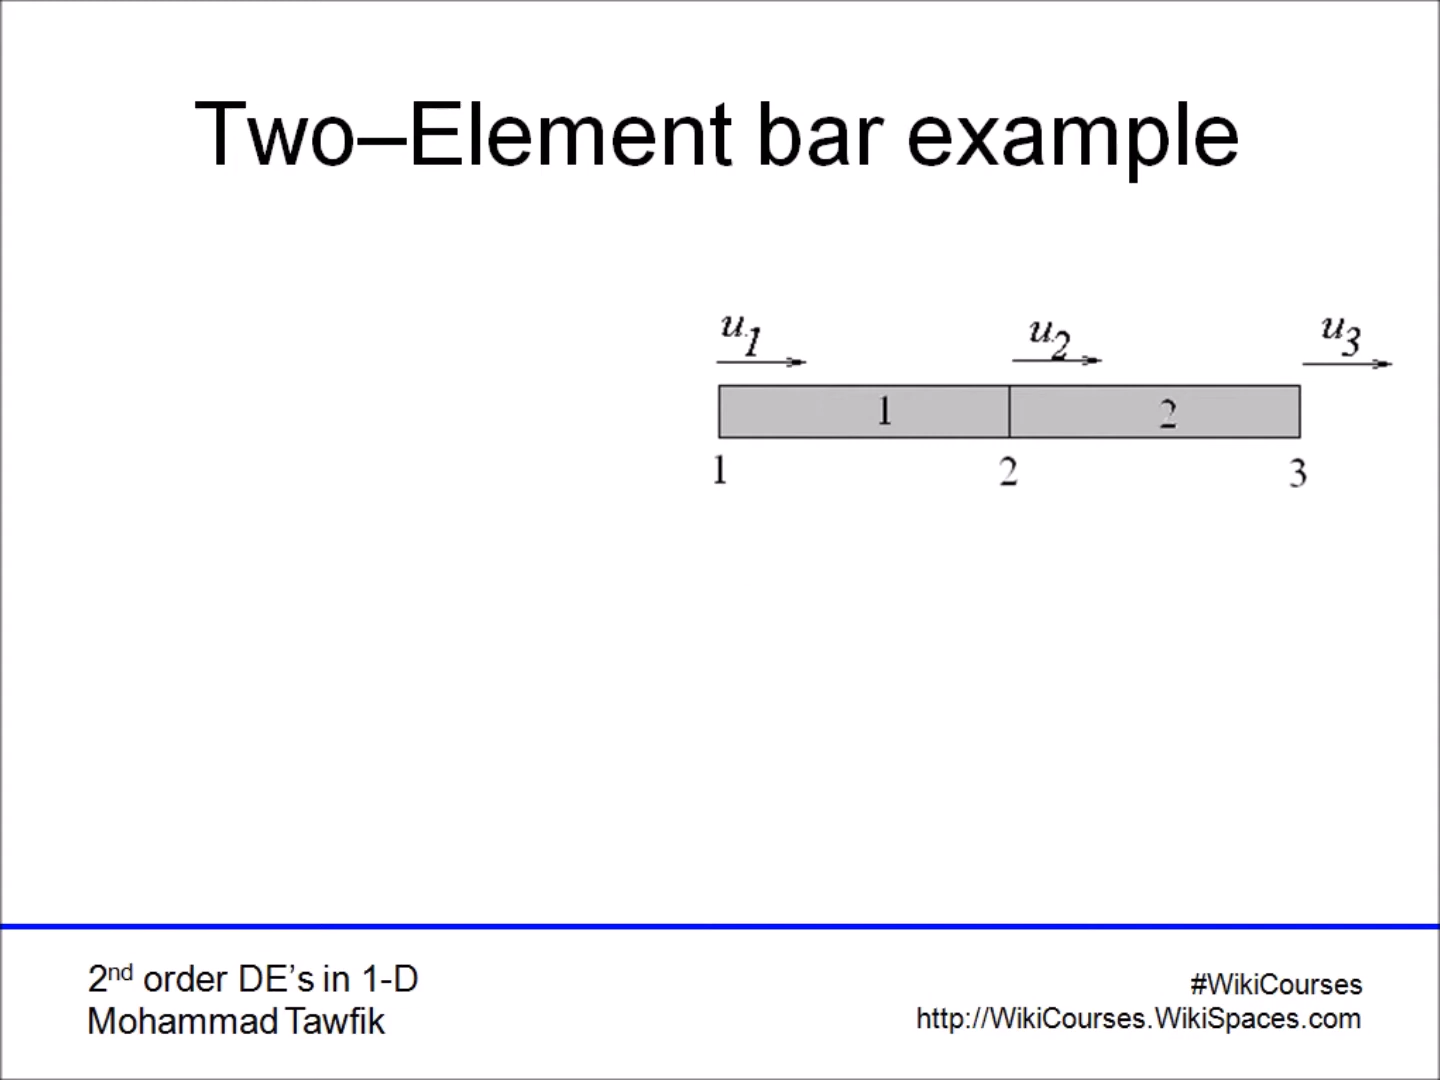 Two–Element bar example
u1 u2 u3
1 2
1 2 3
2nd order DE's in 1-D
Mohammad Tawfik
#WikiCourses
http://WikiCourses.WikiSpaces.com